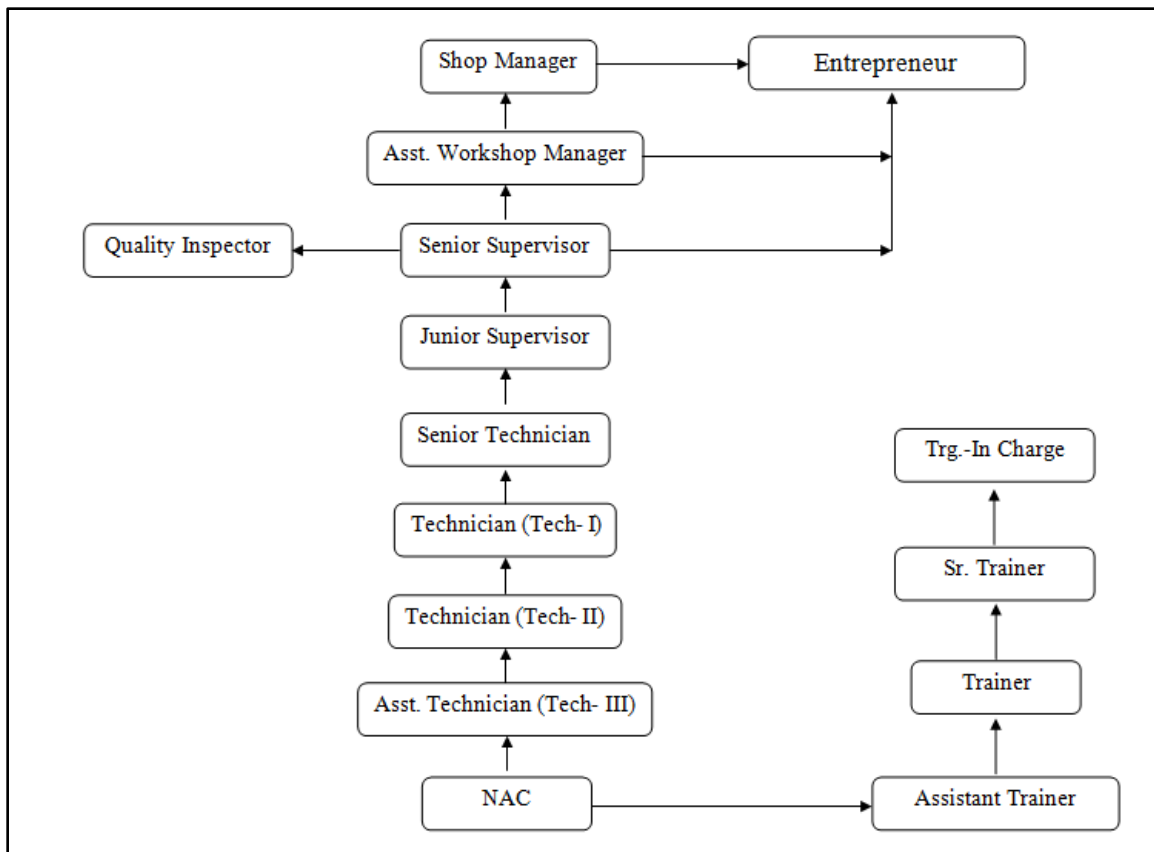 Shop Manager
Entrepreneur
Asst. Workshop Manager
Quality Inspector
Senior Supervisor
Junior Supervisor
Senior Technician
Trg.-In Charge
Technician (Tech- I)
Sr. Trainer
Technician (Tech- II)
Trainer
Asst. Technician (Tech- III)
NAC
Assistant Trainer